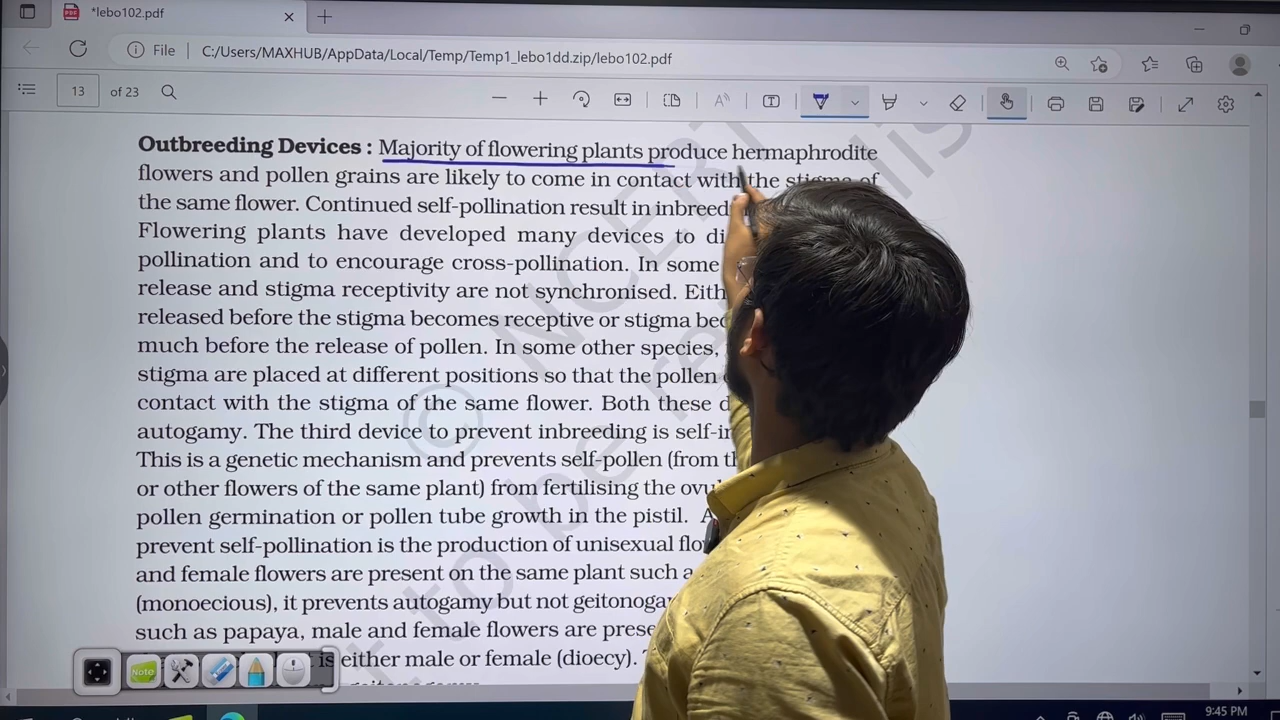 *lebo102.pdf
File | C:/Users/MAXHUB/AppData/Local/Temp/Temp1_lebo1dd.zip/lebo102.pdf
13 of 23
Outbreeding Devices : Majority of flowering plants produce hermaphrodite
flowers and pollen grains are likely to come in contact with the stigma of
the same flower. Continued self-pollination result in inbreed
Flowering plants have developed many devices to di
pollination and to encourage cross-pollination. In some
release and stigma receptivity are not synchronised. Eith
released before the stigma becomes receptive or stigma bec
much before the release of pollen. In some other species,
stigma are placed at different positions so that the pollen
contact with the stigma of the same flower. Both these d
autogamy. The third device to prevent inbreeding is self-in
This is a genetic mechanism and prevents self-pollen (from th
or other flowers of the same plant) from fertilising the ovu
pollen germination or pollen tube growth in the pistil. A
prevent self-pollination is the production of unisexual flo
and female flowers are present on the same plant such a
(monoecious), it prevents autogamy but not geitonoga
such as papaya, male and female flowers are prese
is either male or female (dioecy).
© NCERT
Note
9:45 PM